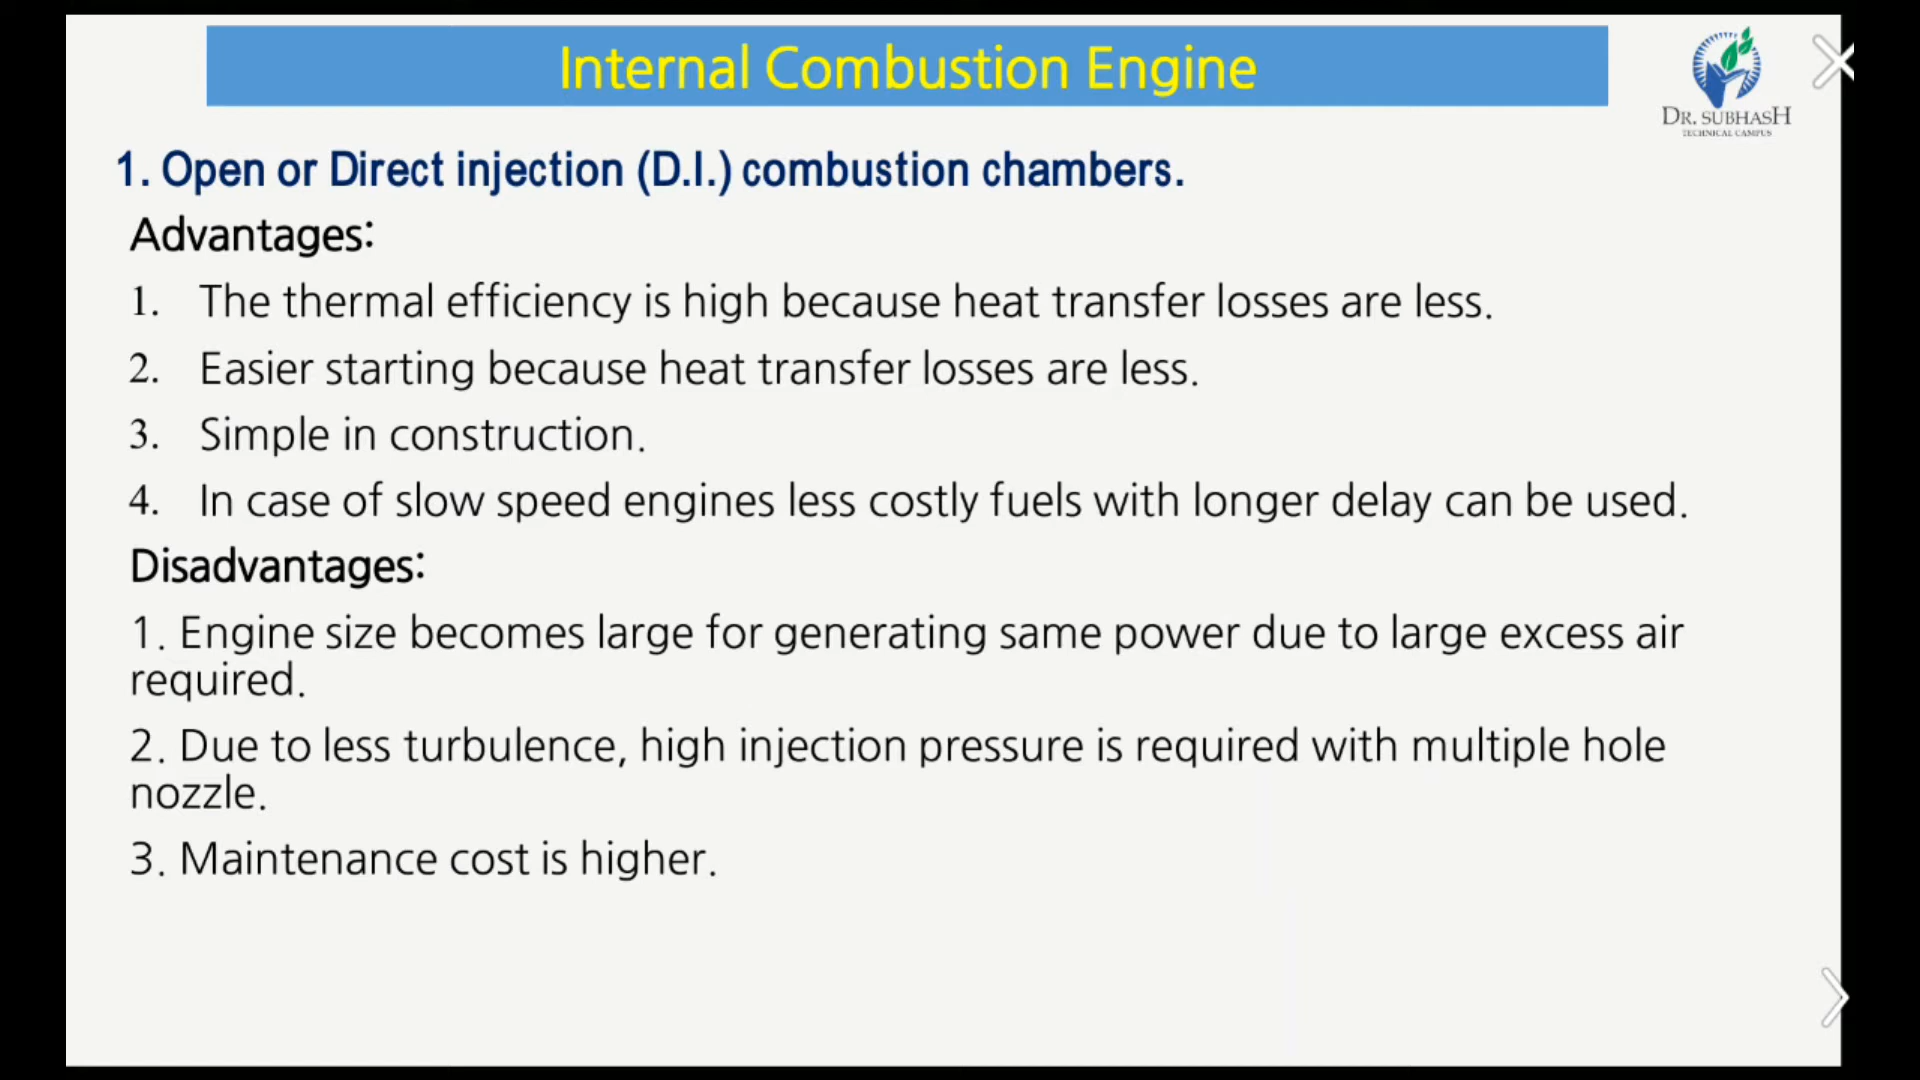 Internal Combustion Engine
DR. SUBHASH
TECHNICAL CAMPUS
1. Open or Direct injection (D.I.) combustion chambers.
Advantages:
1. The thermal efficiency is high because heat transfer losses are less.
2. Easier starting because heat transfer losses are less.
3. Simple in construction.
4. In case of slow speed engines less costly fuels with longer delay can be used.
Disadvantages:
1. Engine size becomes large for generating same power due to large excess air
required.
2. Due to less turbulence, high injection pressure is required with multiple hole
nozzle.
3. Maintenance cost is higher.